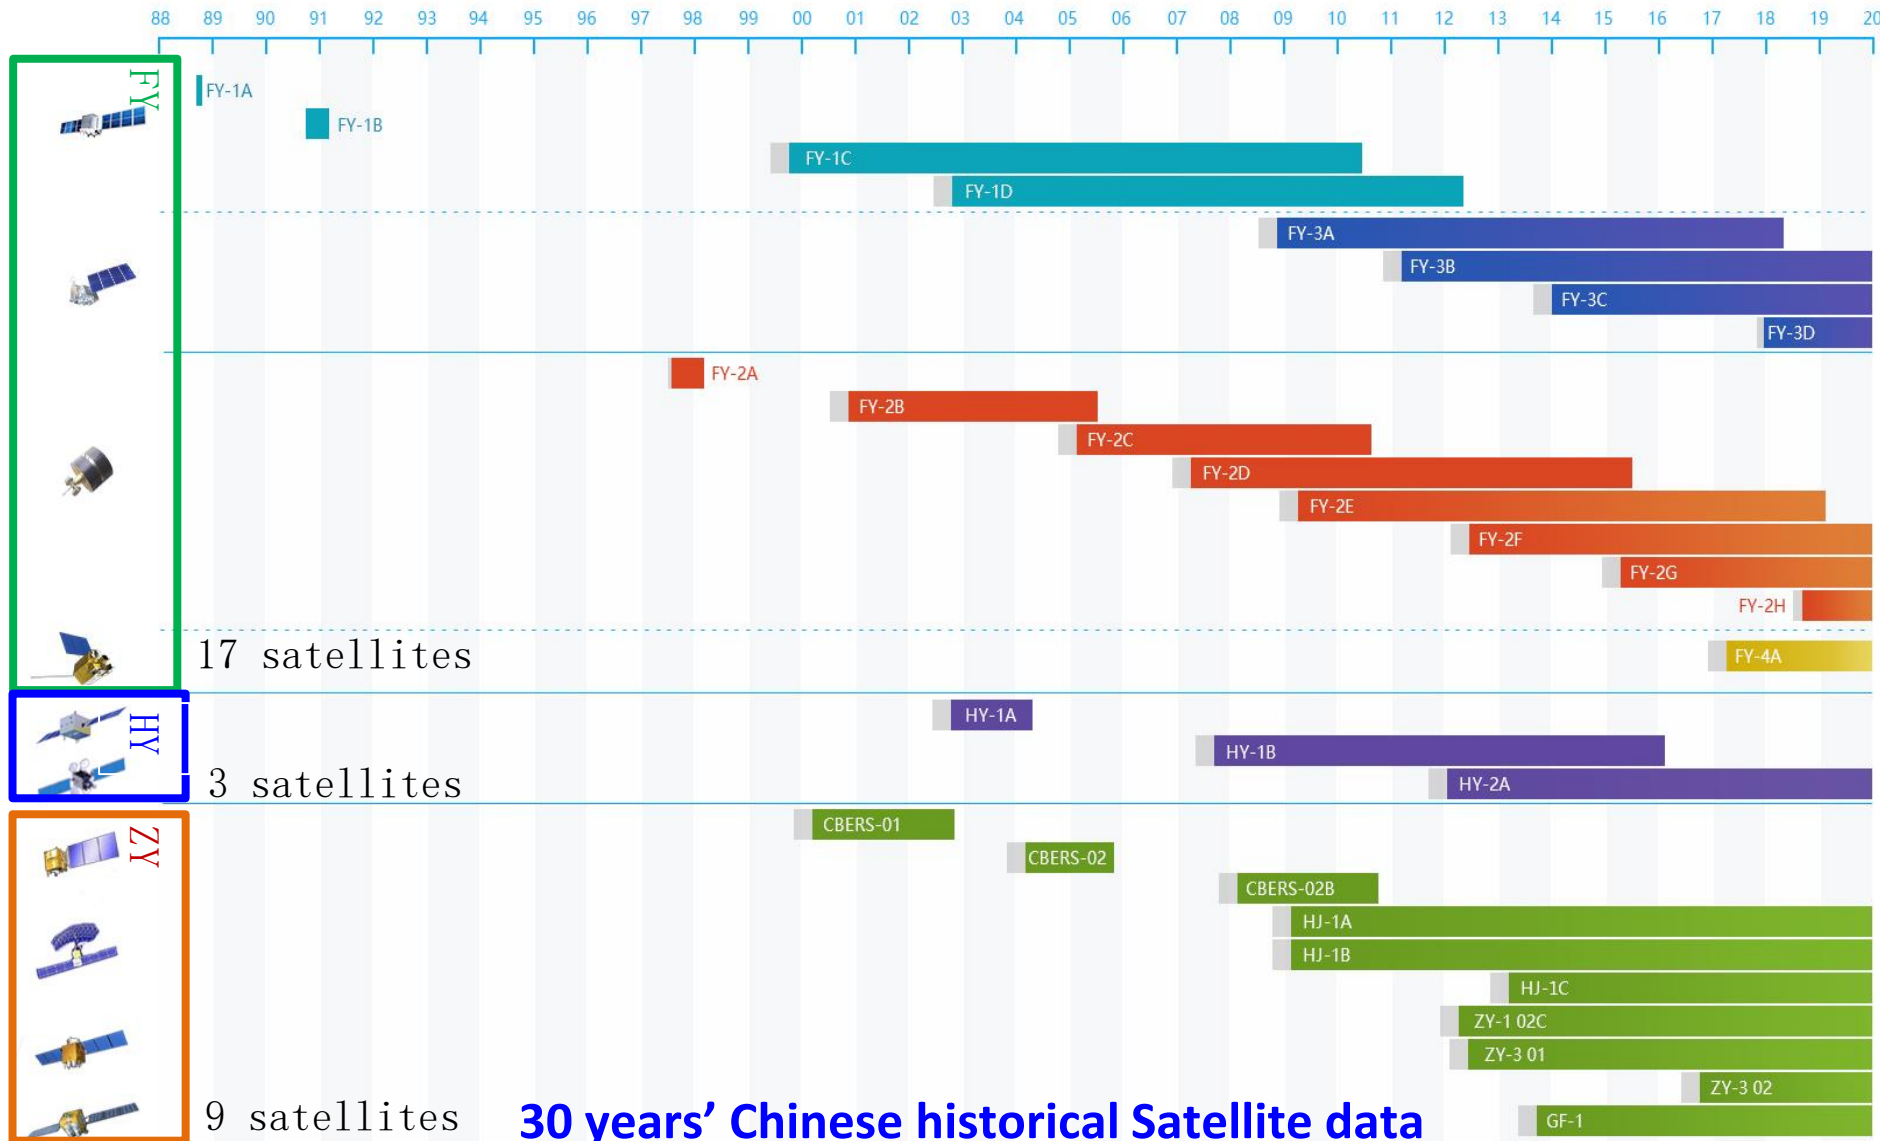 88 89 90 91 92 93 94 95 96 97 98 99 00 01 02 03 04 05 06 07 08 09 10 11 12 13 14 15 16 17 18 19 20
FY
FY-1A
FY-1B
FY-1C
FY-1D
FY-3A
FY-3B
FY-3C
FY-3D
FY-2A
FY-2B
FY-2C
FY-2D
FY-2E
FY-2F
FY-2G
FY-2H
17 satellites
FY-4A
HY
HY-1A
HY-1B
3 satellites
HY-2A
ZY
CBERS-01
CBERS-02
CBERS-02B
HJ-1A
HJ-1B
HJ-1C
ZY-1 02C
ZY-3 01
ZY-3 02
9 satellites
30 years’ Chinese historical Satellite data
GF-1